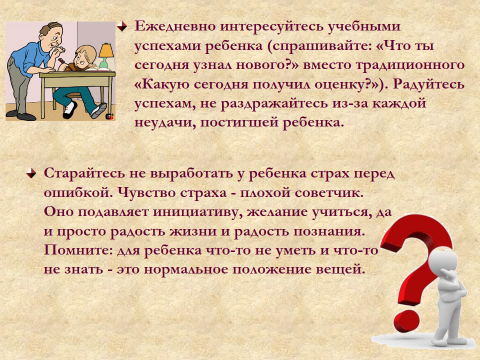 Ежедневно интересуйтесь учебными
успехами ребенка (спрашивайте: «Что ты
сегодня узнал нового?» вместо традиционного
«Какую сегодня получил оценку?»). Радуйтесь
успехам, не раздражайтесь из-за каждой
неудачи, постигшей ребенка.
Старайтесь не выработать у ребенка страх перед
ошибкой. Чувство страха - плохой советчик.
Оно подавляет инициативу, желание учиться, да
и просто радость жизни и радость познания.
Помните: для ребенка что-то не уметь и что-то
не знать - это нормальное положение вещей.